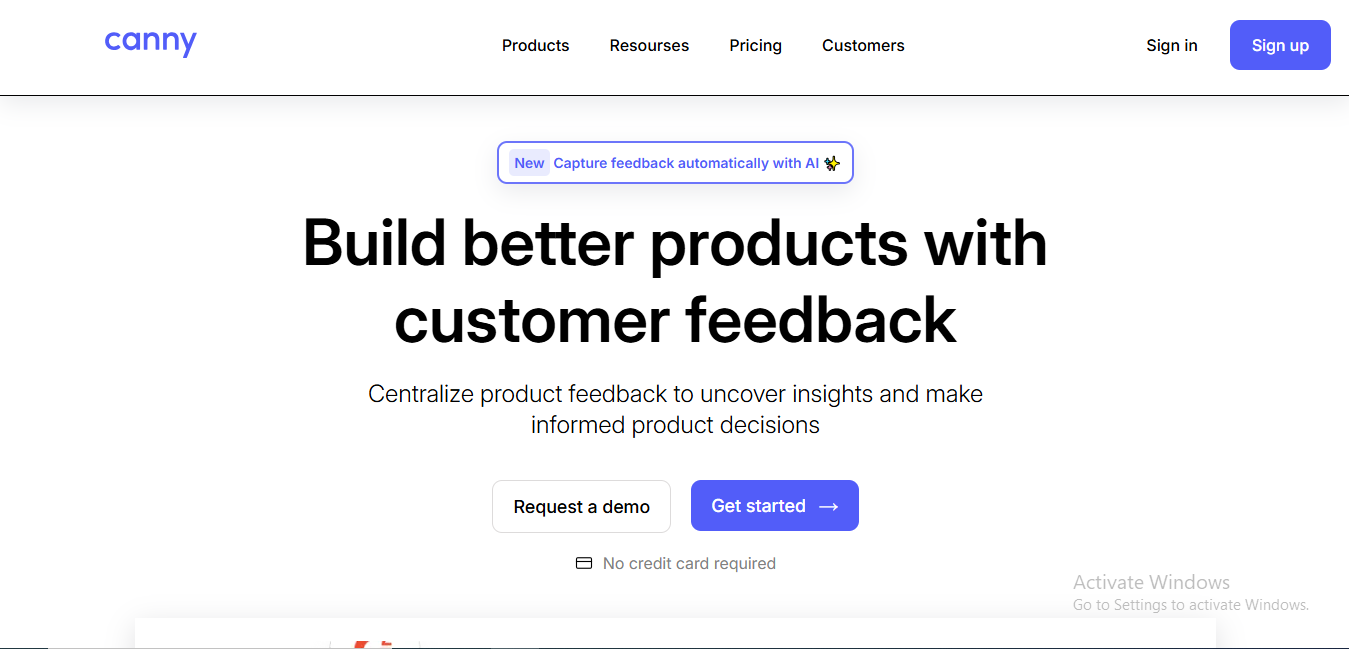 canny
Products Resourses Pricing Customers Sign in Sign up
New Capture feedback automatically with AI ✨
Build better products with
customer feedback
Centralize product feedback to uncover insights and make
informed product decisions
Request a demo Get started →
No credit card required
Activate Windows
Go to Settings to activate Windows.